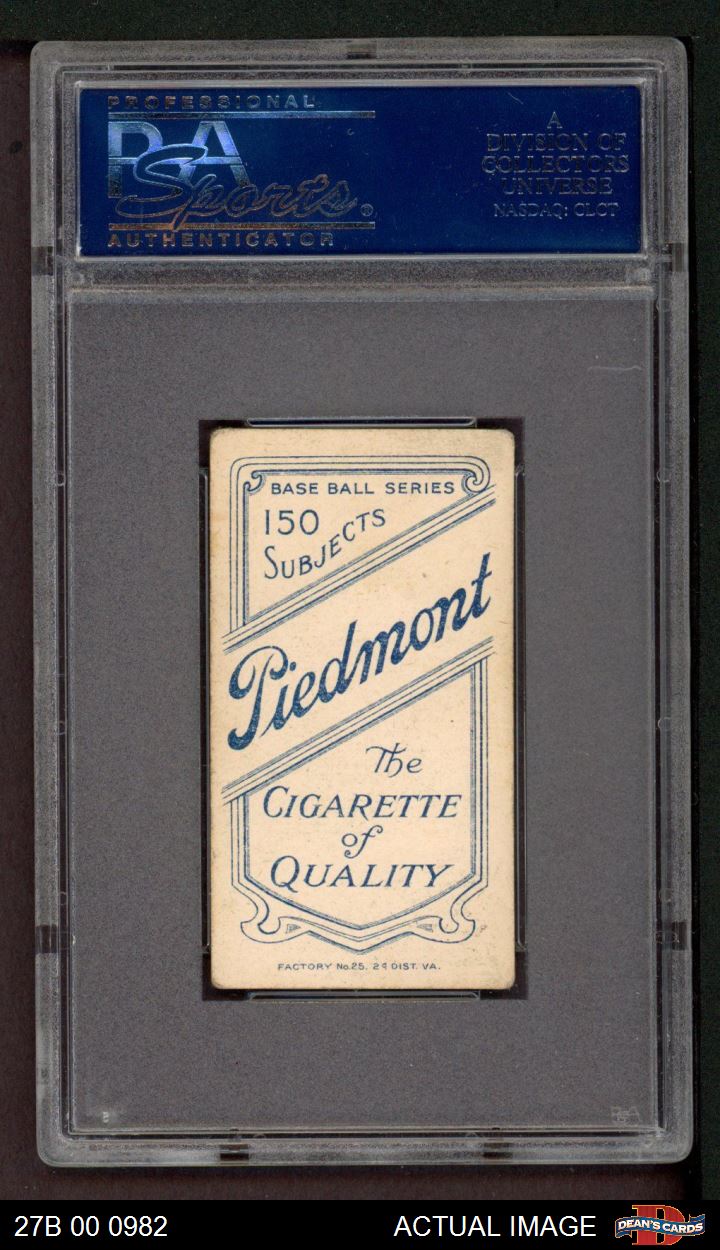 PROFESSIONAL
PSA
Sports®
AUTHENTICATOR
A
DIVISION OF
COLLECTORS
UNIVERSE
NASDAQ: CLCT
BASE BALL SERIES
150
SUBJECTS
Piedmont
The
CIGARETTE
of
QUALITY
FACTORY No. 25, 2d DIST. VA.
PSA
27B 00 0982
ACTUAL IMAGE
D
DEAN'S CARDS